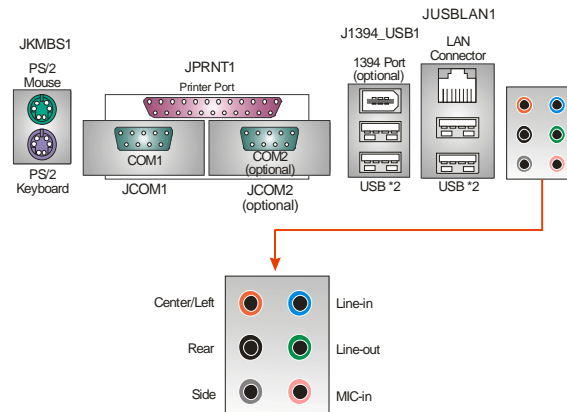 JKMBS1
PS/2
Mouse
PS/2
Keyboard
JPRNT1
Printer Port
COM1
COM2
(optional)
JCOM1
JCOM2
(optional)
J1394_USB1
1394 Port
(optional)
USB *2
JUSBLAN1
LAN
Connector
USB *2
Center/Left
Line-in
Rear
Line-out
Side
MIC-in